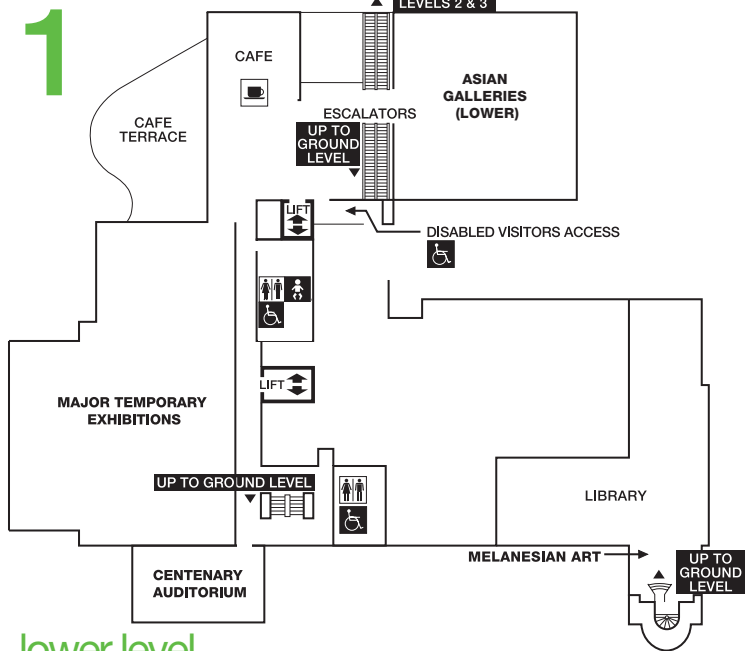 1
LEVELS 2 & 3
CAFE
ASIAN
GALLERIES
(LOWER)
CAFE
TERRACE
ESCALATORS
UP TO
GROUND
LEVEL
LIFT
DISABLED VISITORS ACCESS
LIFT
MAJOR TEMPORARY
EXHIBITIONS
UP TO GROUND LEVEL
LIBRARY
MELANESIAN ART
UP TO
GROUND
LEVEL
CENTENARY
AUDITORIUM
lower level